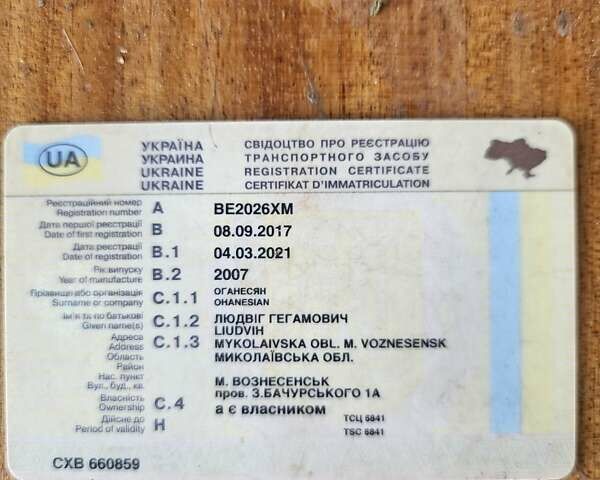 UA
УКРАЇНА СВІДОЦТВО ПРО РЕЄСТРАЦІЮ
УКРАИНА ТРАНСПОРТНОГО ЗАСОБУ
UKRAINE REGISTRATION CERTIFICATE
UKRAINE CERTIFIKAT D'IMMATRICULATION
Реєстраційний номер
Registration number A BE2026XM
Дата першої реєстрації
Date of first registration B 08.09.2017
Дата реєстрації
Date of registration B.1 04.03.2021
Рік випуску
Year of manufacture B.2 2007
Прізвище або організація C.1.1 ОГАНЕСЯН
Surname or company OHANESIAN
Ім'я та по батькові C.1.2 ЛЮДВІГ ГЕГАМОВИЧ
Given name(s) LIUDVIH
Адреса C.1.3 MYKOLAIVSKA OBL. M. VOZNESENSK
Address
Область МИКОЛАЇВСЬКА ОБЛ.
Район
Нас. пункт М. ВОЗНЕСЕНСЬК
Вул., буд., кв. пров. З.БАЧУРСЬКОГО 1А
Власність C.4 а є власником
Ownership
Дійсне до H ТСЦ 6841
Period of validity TSC 6841
СХВ 660859